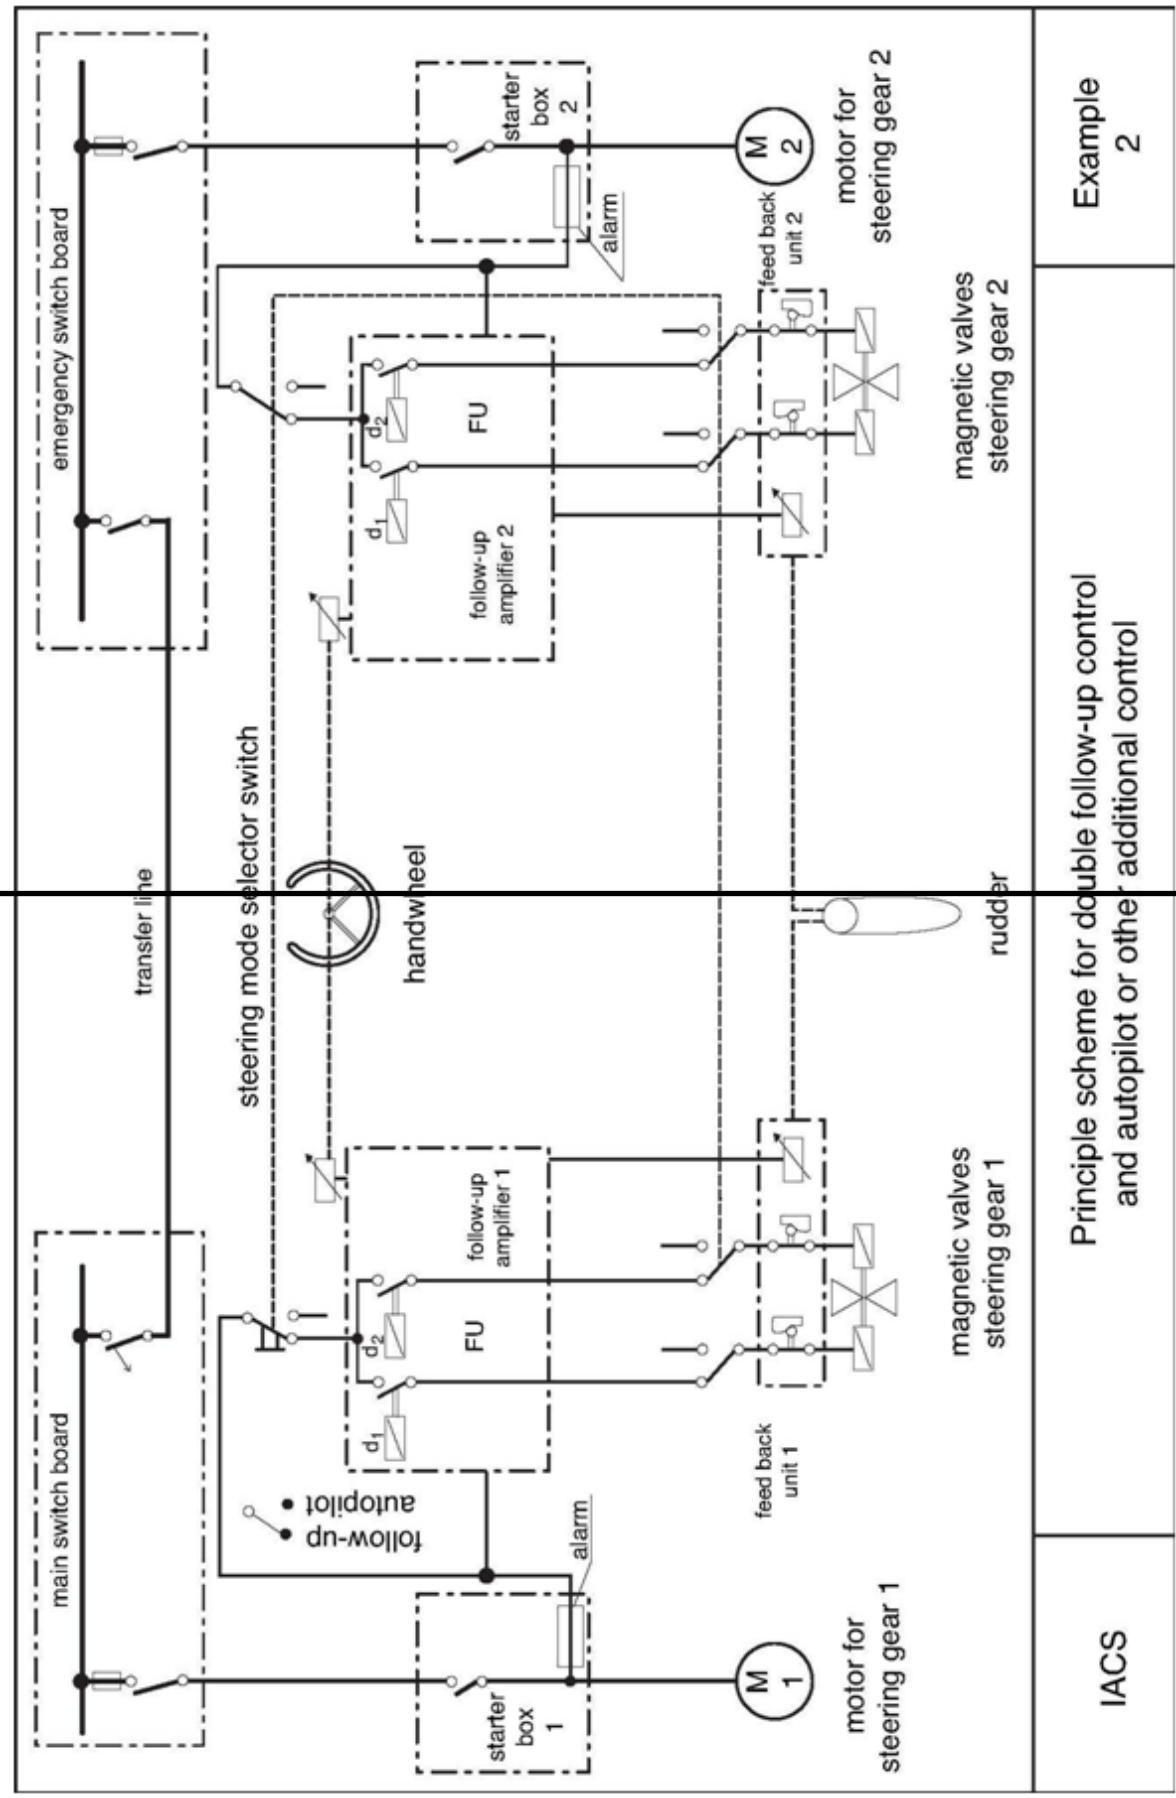 main switch board
transfer line
emergency switch board
steering mode selector switch
follow-up
autopilot
handwheel
starter
box
1
alarm
d1
d2
FU
follow-up
amplifier 1
follow-up
amplifier 2
d1
d2
FU
starter
box
2
alarm
feed back
unit 1
feed back
unit 2
M
1
M
2
motor for
steering gear 1
magnetic valves
steering gear 1
rudder
magnetic valves
steering gear 2
motor for
steering gear 2
IACS
Principle scheme for double follow-up control
and autopilot or other additional control
Example
2